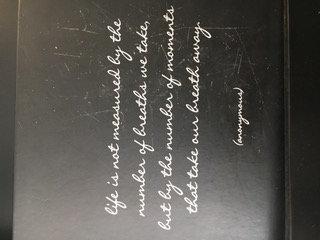 life is not measured by the
number of breaths we take,
but by the number of moments
that take our breath away.
(anonymous)